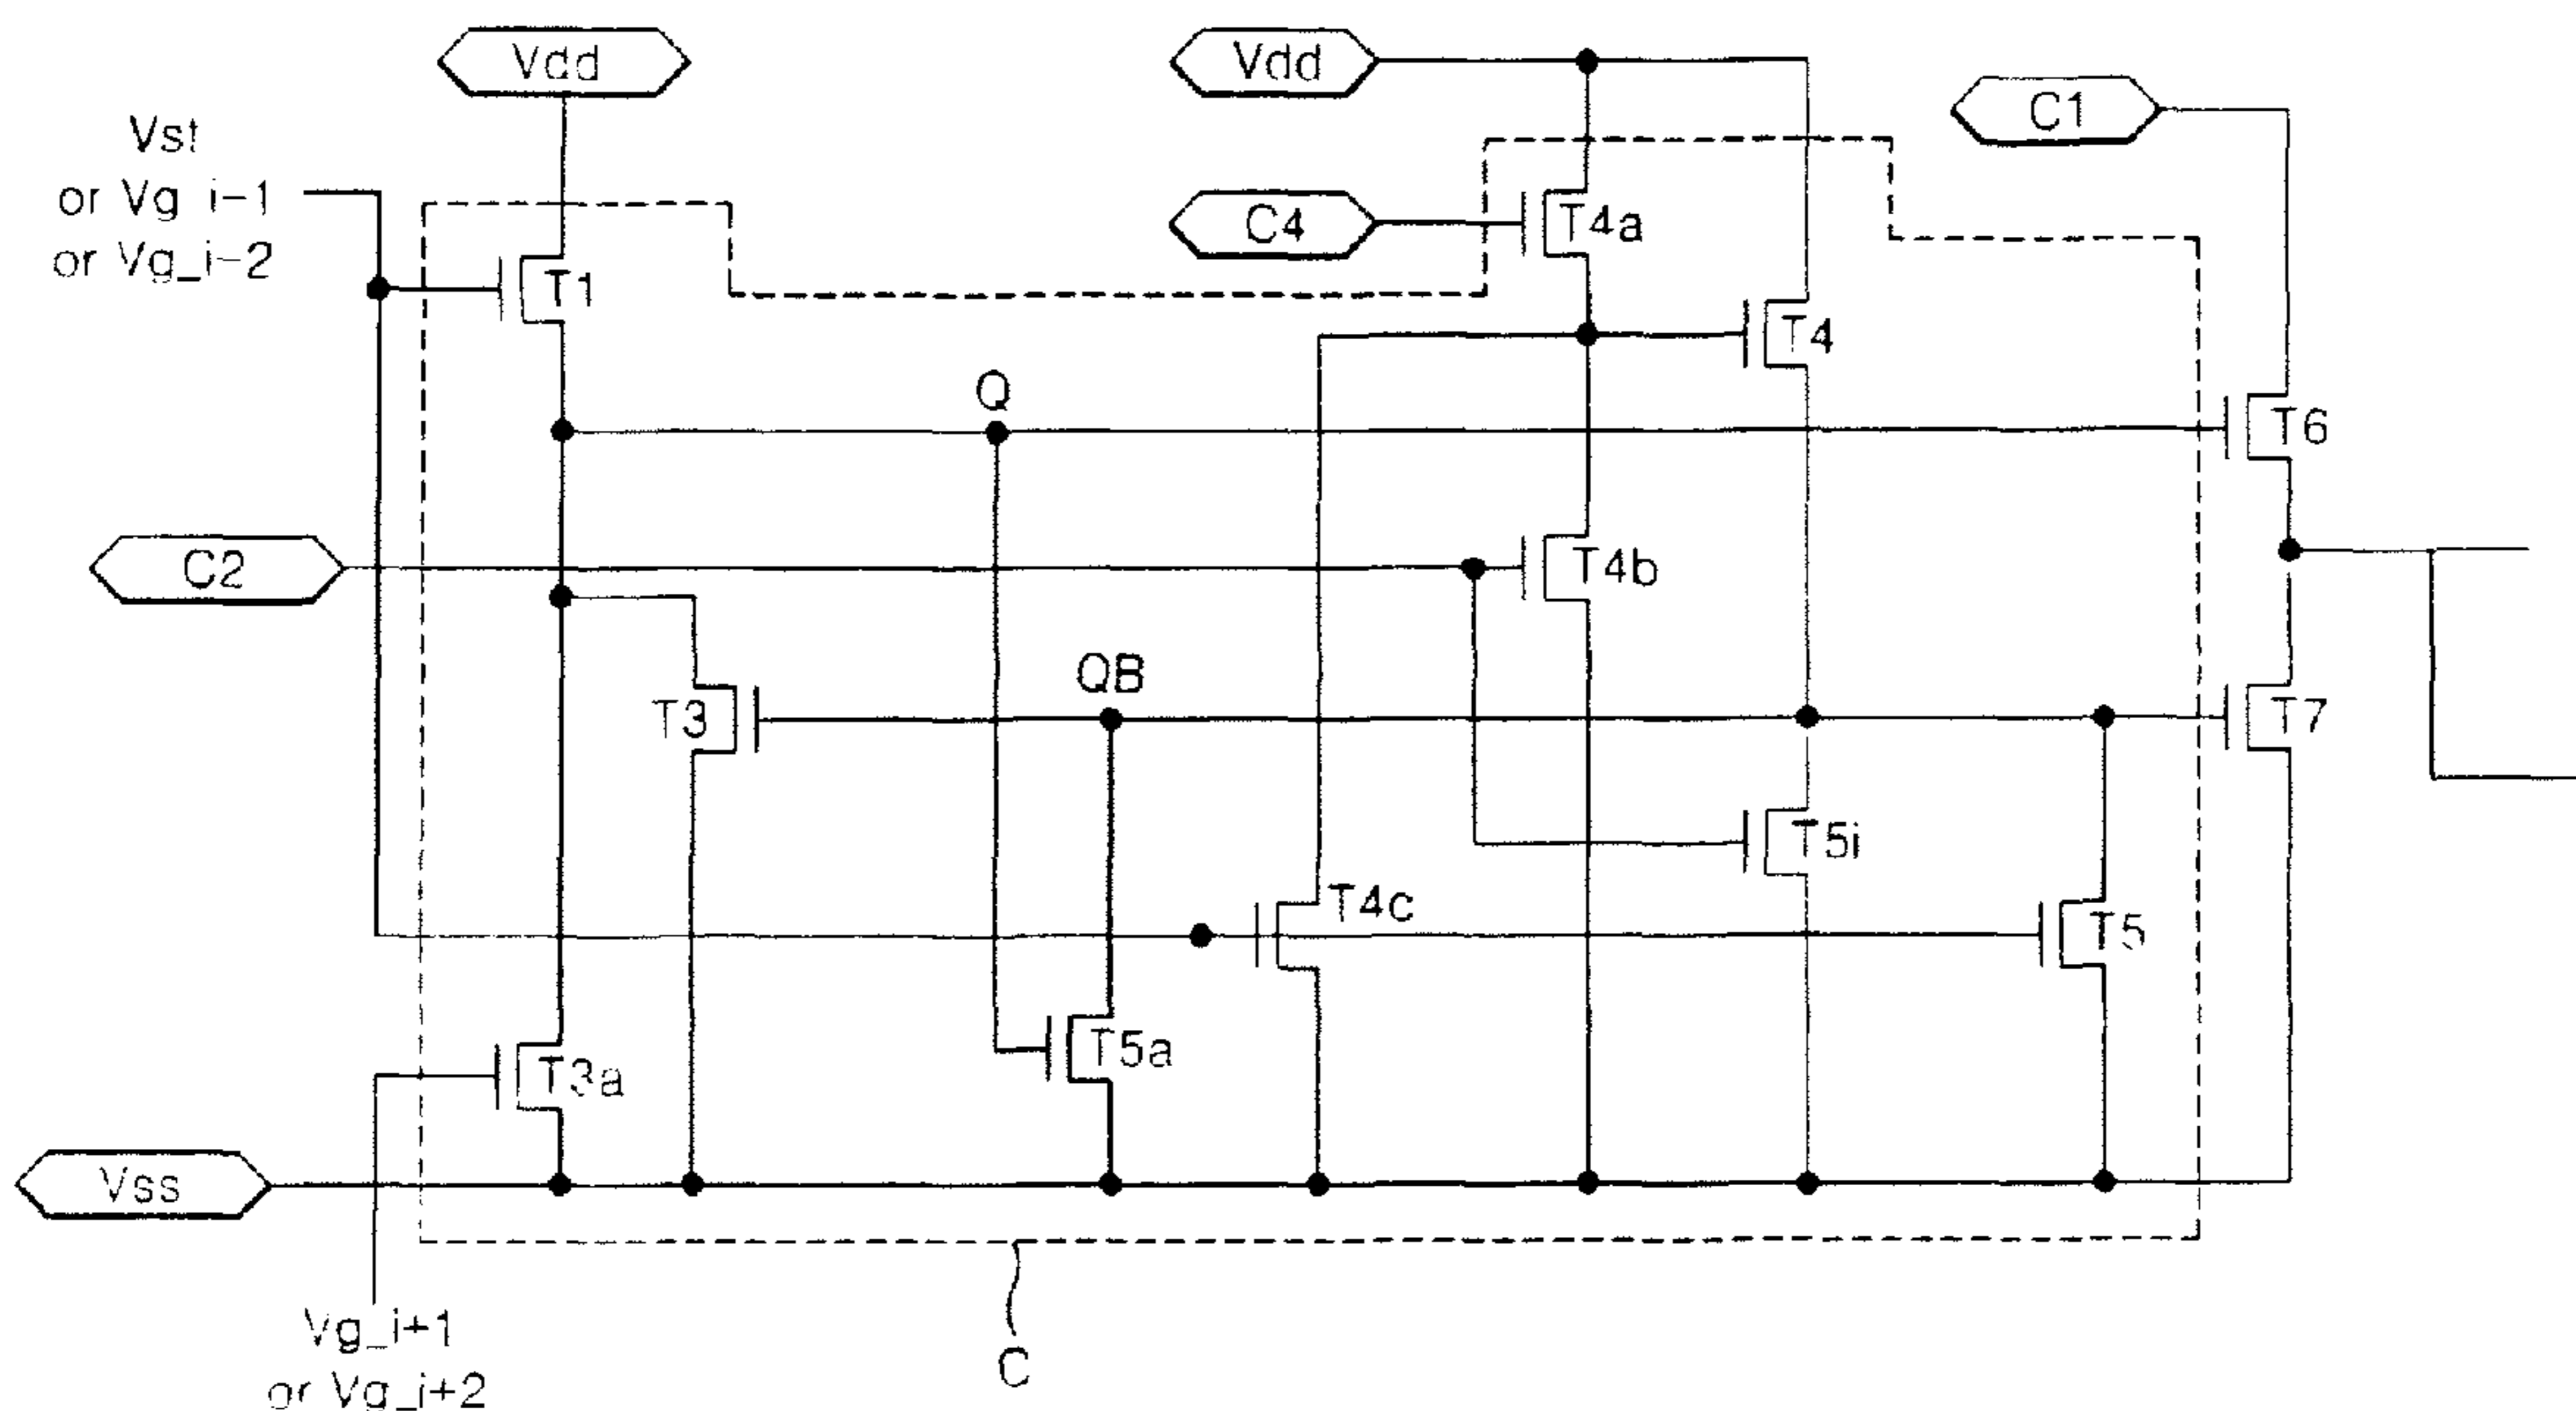 Vdd
Vdd
C1
Vst
or Vg_i-1
or Vg_i-2
C4
T4a
T1
T4
Q
T6
C2
T4b
QB
T3
T7
T5i
T4c
T5
T5a
T3a
Vss
Vg_i+1
or Vg_i+2
C